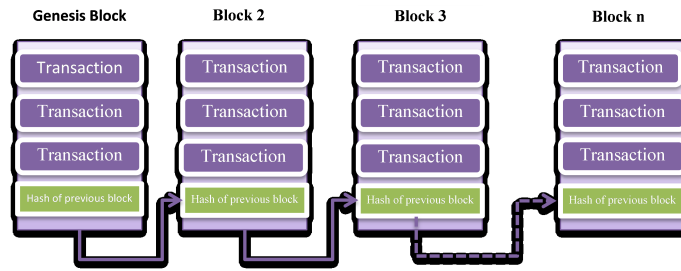 Genesis Block
Transaction
Transaction
Transaction
Hash of previous block
Block 2
Transaction
Transaction
Transaction
Hash of previous block
Block 3
Transaction
Transaction
Transaction
Hash of previous block
Block n
Transaction
Transaction
Transaction
Hash of previous block